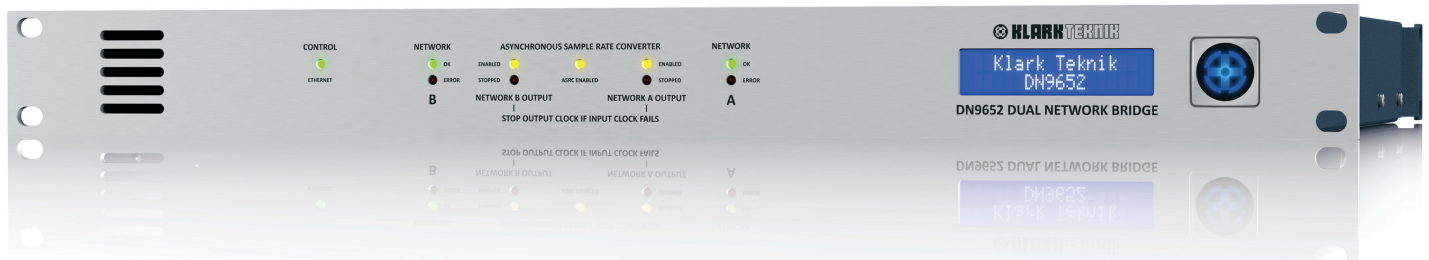 KLARK TEKNIK
CONTROL
NETWORK
ASYNCHRONOUS SAMPLE RATE CONVERTER
NETWORK
OK
ENABLED
ENABLED
OK
Klark Teknik
ETHERNET
ERROR
STOPPED
ASRC ENABLED
STOPPED
ERROR
DN9652
B
NETWORK B OUTPUT
NETWORK A OUTPUT
A
DN9652 DUAL NETWORK BRIDGE
STOP OUTPUT CLOCK IF INPUT CLOCK FAILS